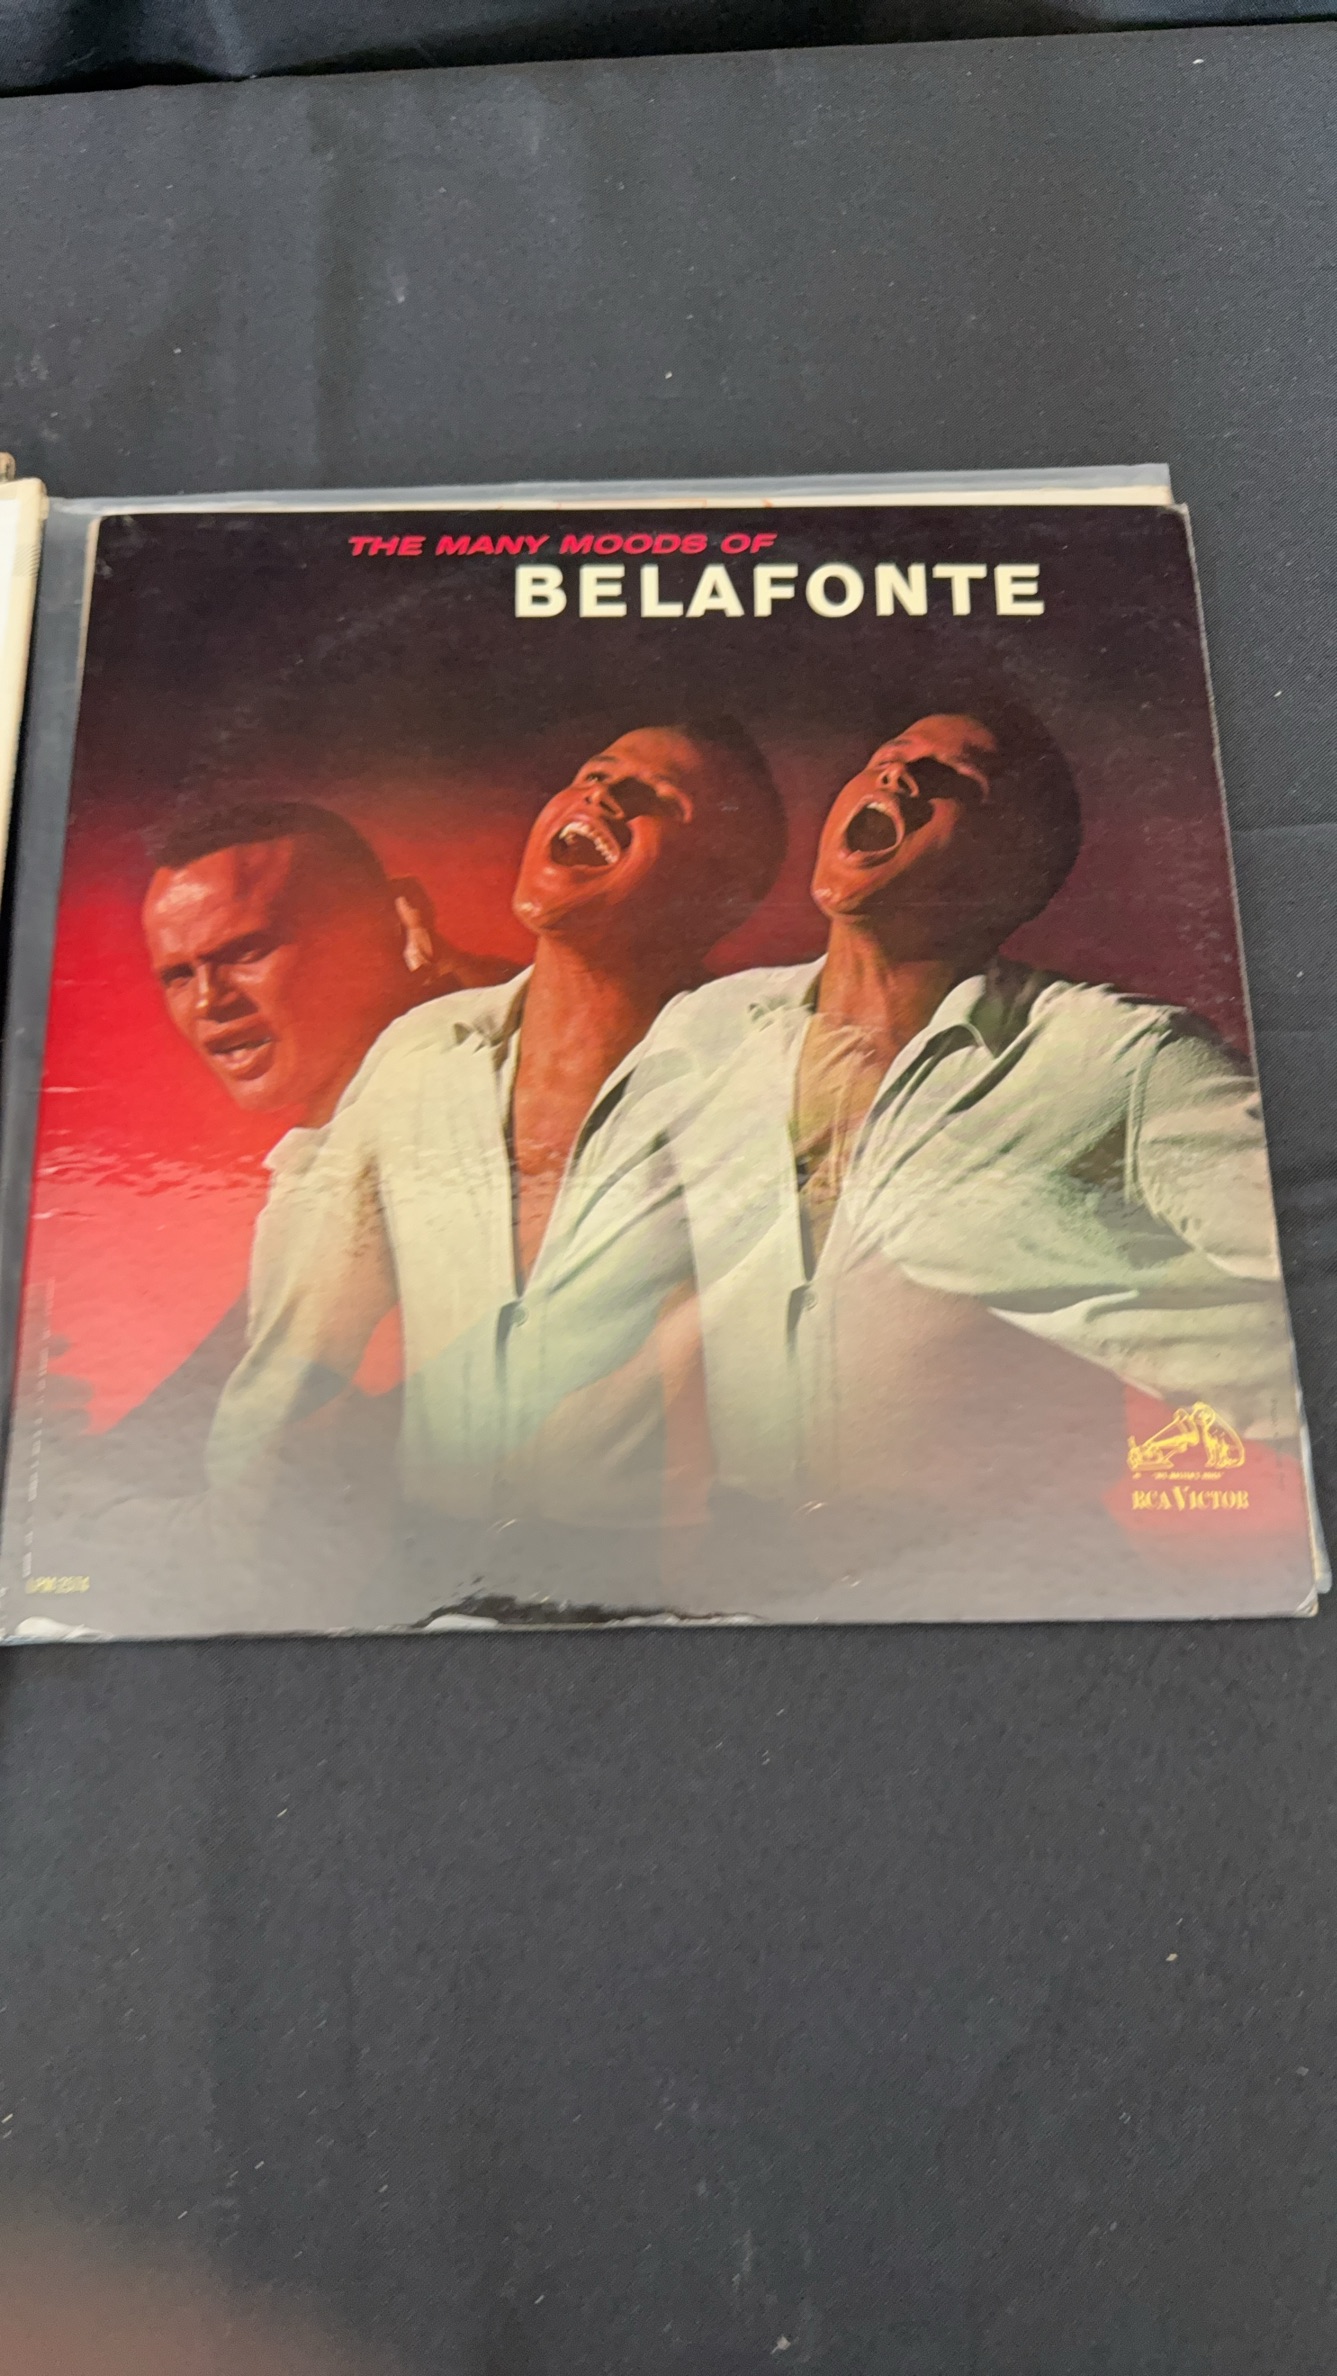 THE MANY MOODS OF
BELAFONTE
RCA VICTOR